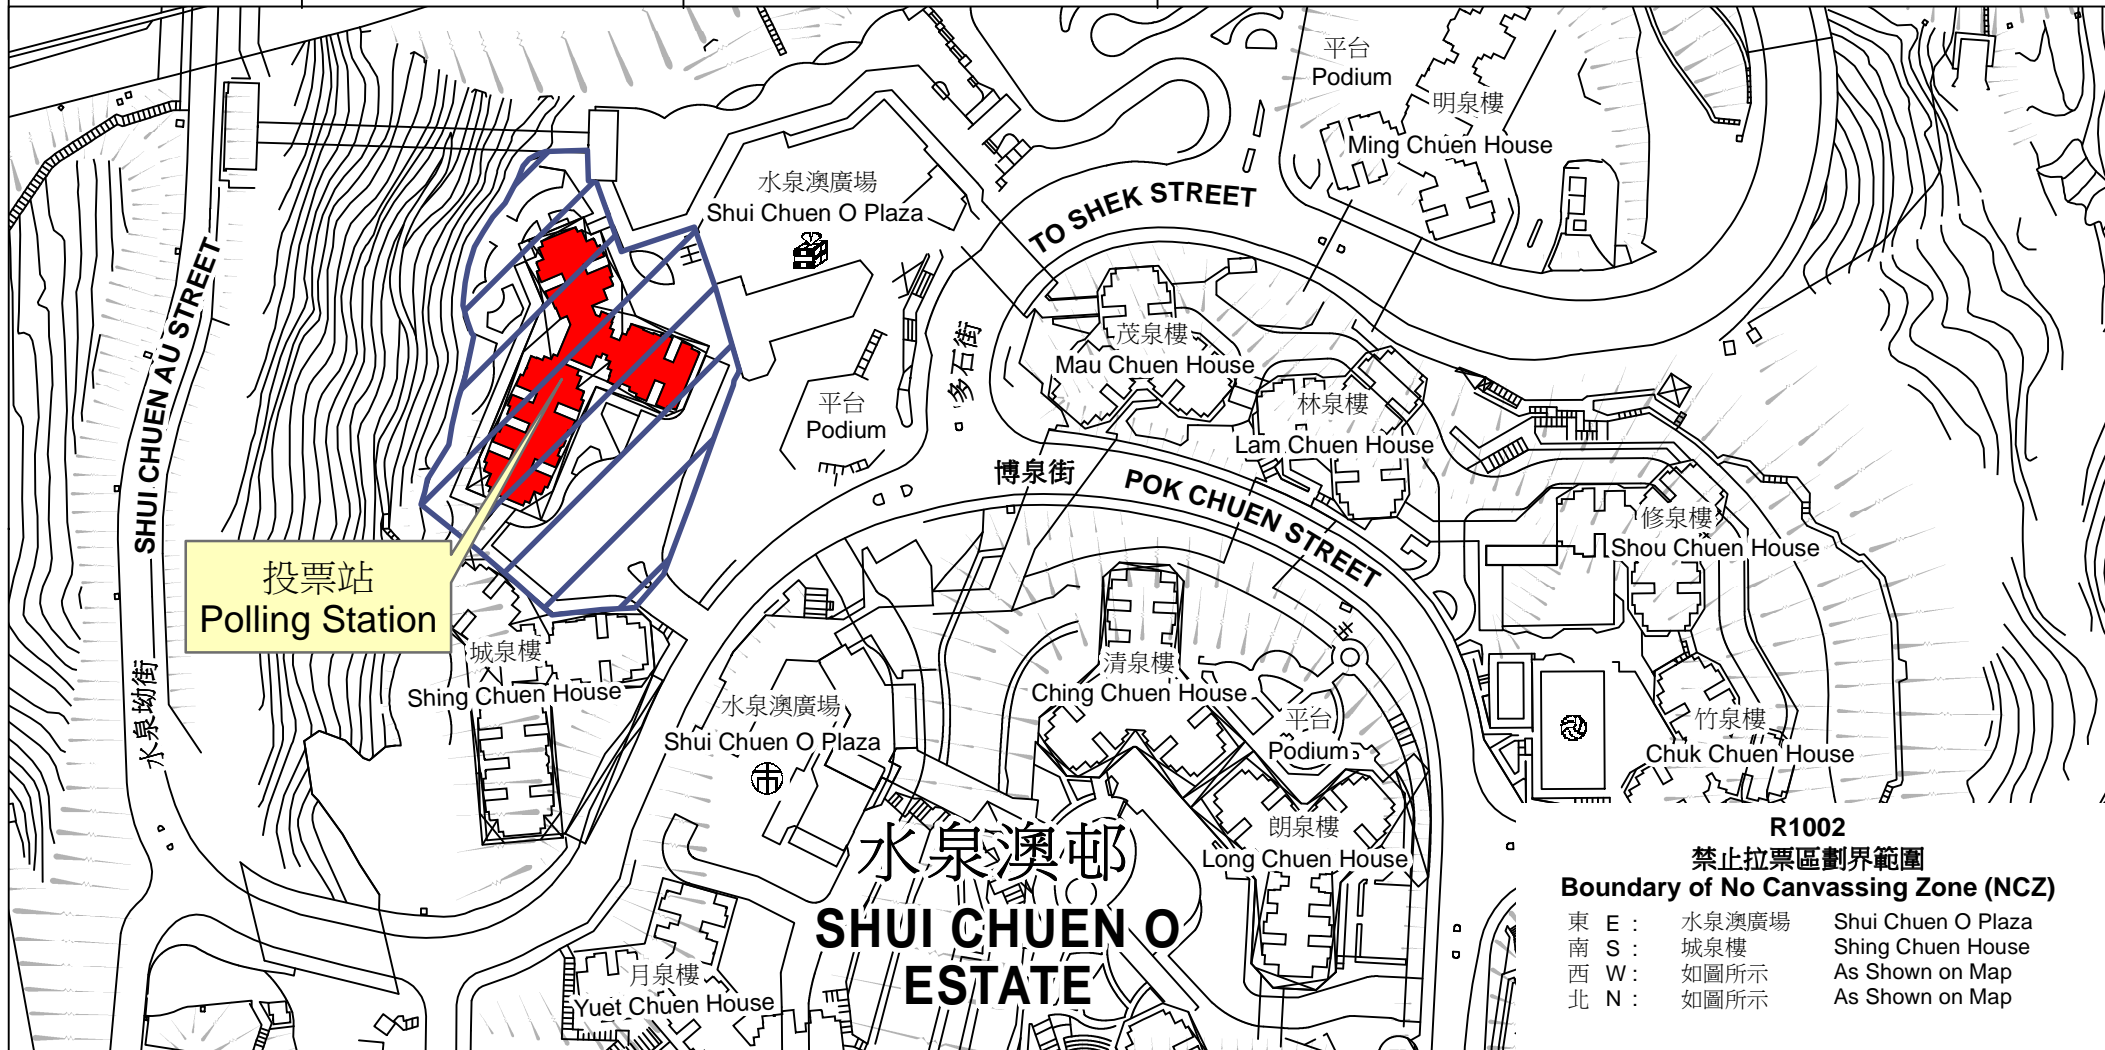 平台
Podium
明泉樓
Ming Chuen House
水泉澳廣場
Shui Chuen O Plaza
TO SHEK STREET
SHUI CHUEN AU STREET
水泉坳街
多石街
茂泉樓
Mau Chuen House
平台
Podium
林泉樓
Lam Chuen House
博泉街
POK CHUEN STREET
修泉樓
Shou Chuen House
投票站
Polling Station
城泉樓
Shing Chuen House
清泉樓
Ching Chuen House
水泉澳廣場
Shui Chuen O Plaza
市
平台
Podium
竹泉樓
Chuk Chuen House
朗泉樓
Long Chuen House
水泉澳邨
SHUI CHUEN O
ESTATE
月泉樓
Yuet Chuen House
R1002
禁止拉票區劃界範圍
Boundary of No Canvassing Zone (NCZ)
東 E : 水泉澳廣場 Shui Chuen O Plaza
南 S : 城泉樓 Shing Chuen House
西 W : 如圖所示 As Shown on Map
北 N : 如圖所示 As Shown on Map